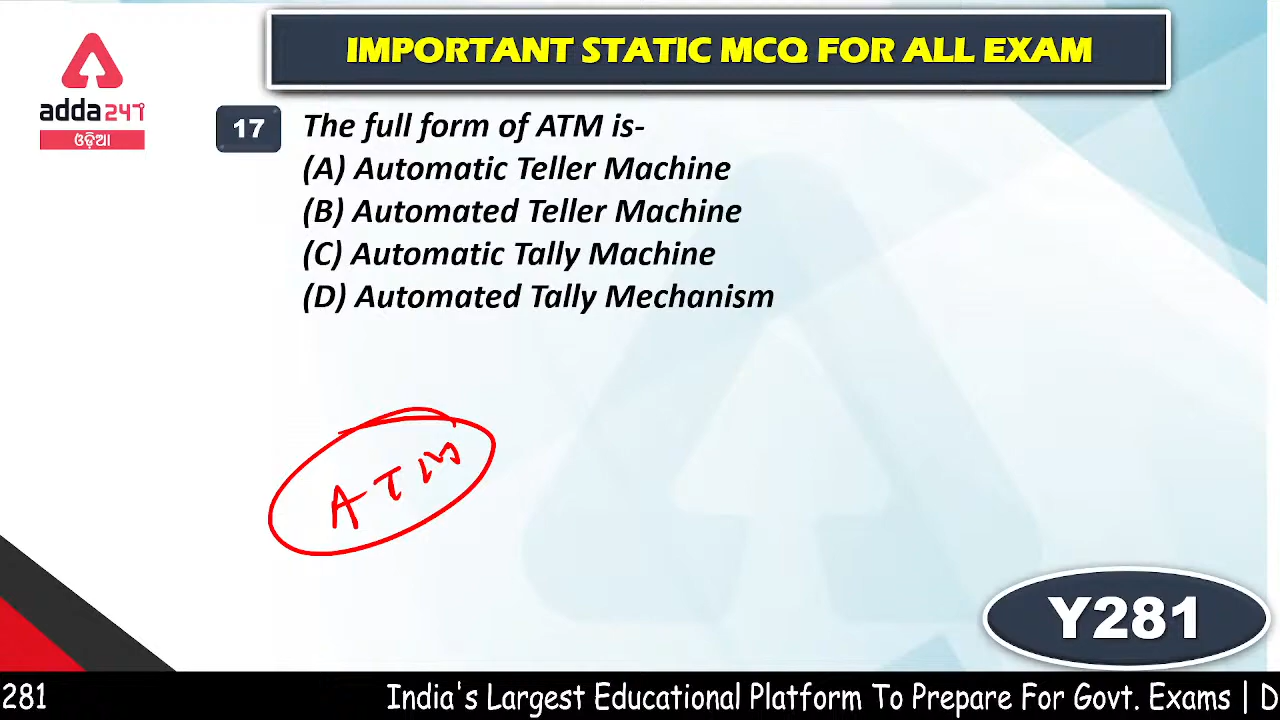 IMPORTANT STATIC MCQ FOR ALL EXAM
adda247
ଓଡ଼ିଆ
17 The full form of ATM is-
(A) Automatic Teller Machine
(B) Automated Teller Machine
(C) Automatic Tally Machine
(D) Automated Tally Mechanism
ATM
Y281
281 India's Largest Educational Platform To Prepare For Govt. Exams | D